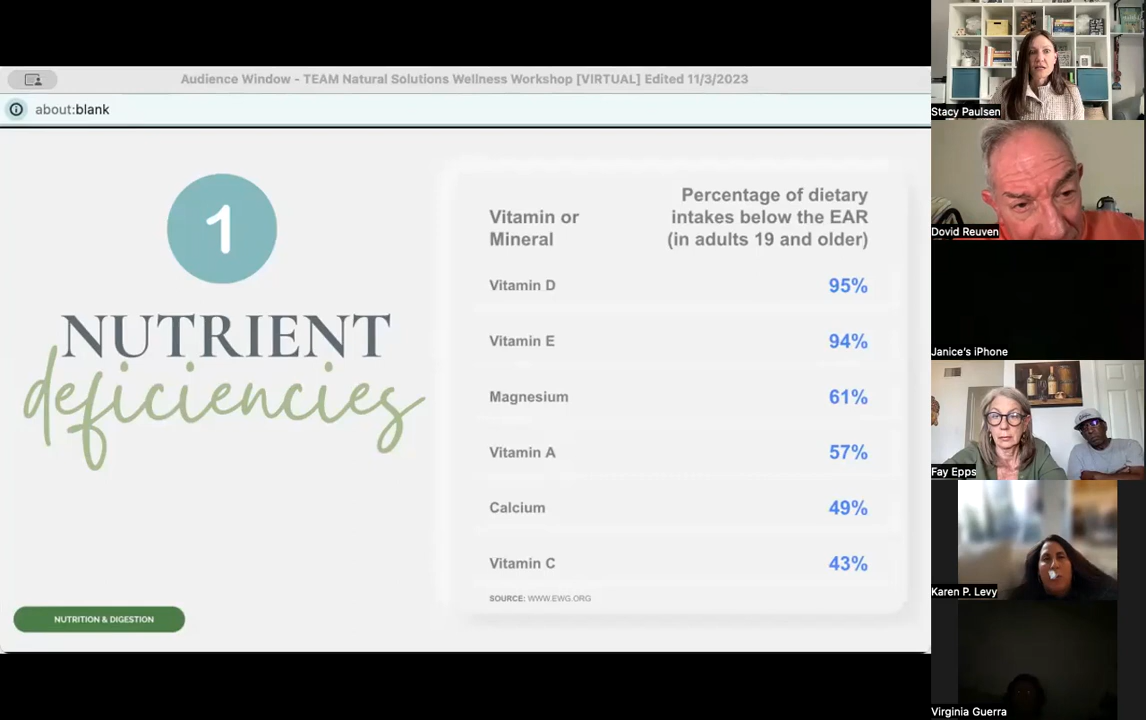 Audience Window - TEAM Natural Solutions Wellness Workshop [VIRTUAL] Edited 11/3/2023
about:blank
1
NUTRIENT
deficiencies
NUTRITION & DIGESTION
Vitamin or
Mineral
Percentage of dietary
intakes below the EAR
(in adults 19 and older)
Vitamin D 95%
Vitamin E 94%
Magnesium 61%
Vitamin A 57%
Calcium 49%
Vitamin C 43%
SOURCE: WWW.EWG.ORG
Stacy Paulsen
Dovid Reuven
Janice’s iPhone
Fay Epps
Karen P. Levy
Virginia Guerra